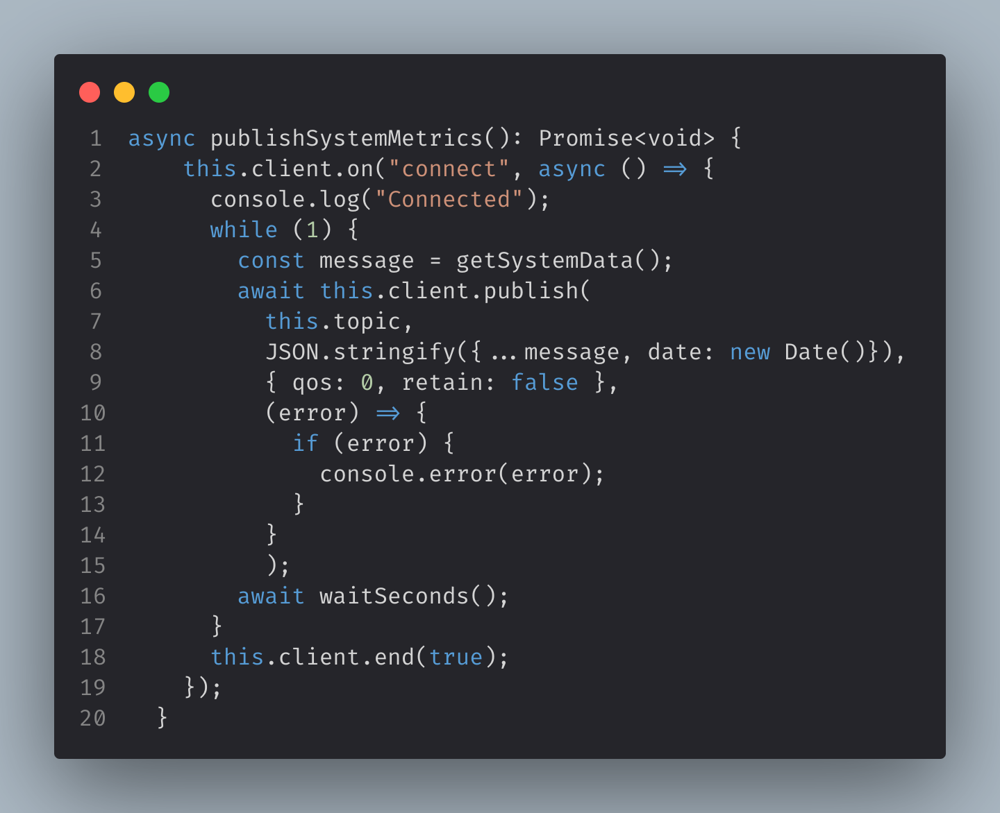 1 async publishSystemMetrics(): Promise<void> {
2     this.client.on("connect", async () => {
3       console.log("Connected");
4       while (1) {
5         const message = getSystemData();
6         await this.client.publish(
7           this.topic,
8           JSON.stringify({...message, date: new Date()}),
9           { qos: 0, retain: false },
10           (error) => {
11             if (error) {
12               console.error(error);
13             }
14           }
15           );
16         await waitSeconds();
17       }
18       this.client.end(true);
19     });
20   }